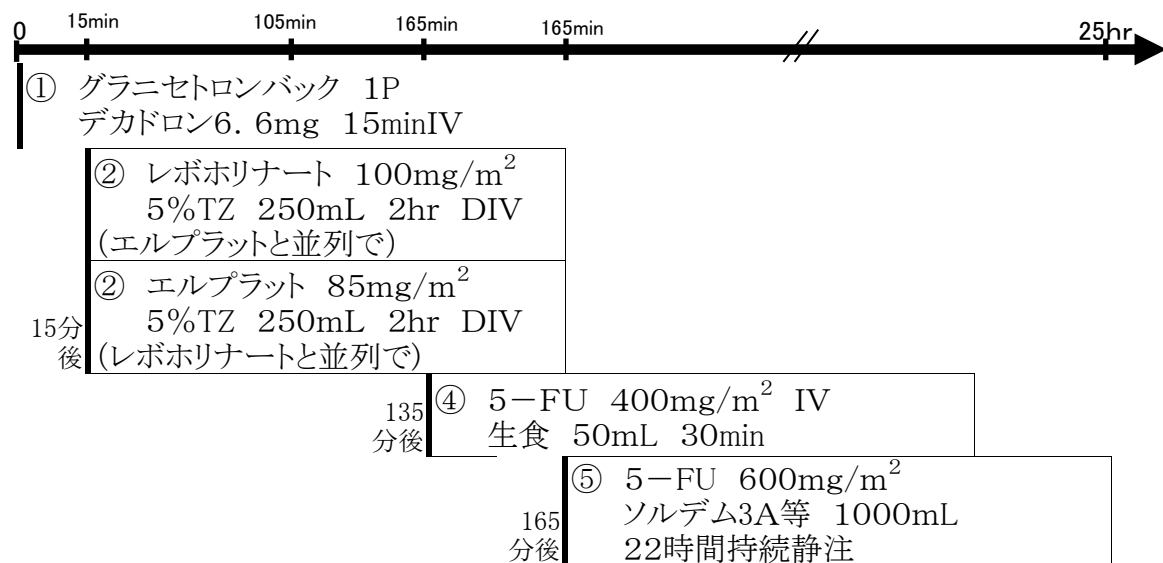 0 15min 105min 165min 165min 25hr
① グラニセトロンバック 1P
デカドロン6.6mg 15minIV
② レボホリナート 100mg/m²
5%TZ 250mL 2hr DIV
(エルプラットと並列で)
② エルプラット 85mg/m²
15分
後
5%TZ 250mL 2hr DIV
(レボホリナートと並列で)
135
分後
④ 5-FU 400mg/m² IV
生食 50mL 30min
165
分後
⑤ 5-FU 600mg/m²
ソルデム3A等 1000mL
22時間持続静注